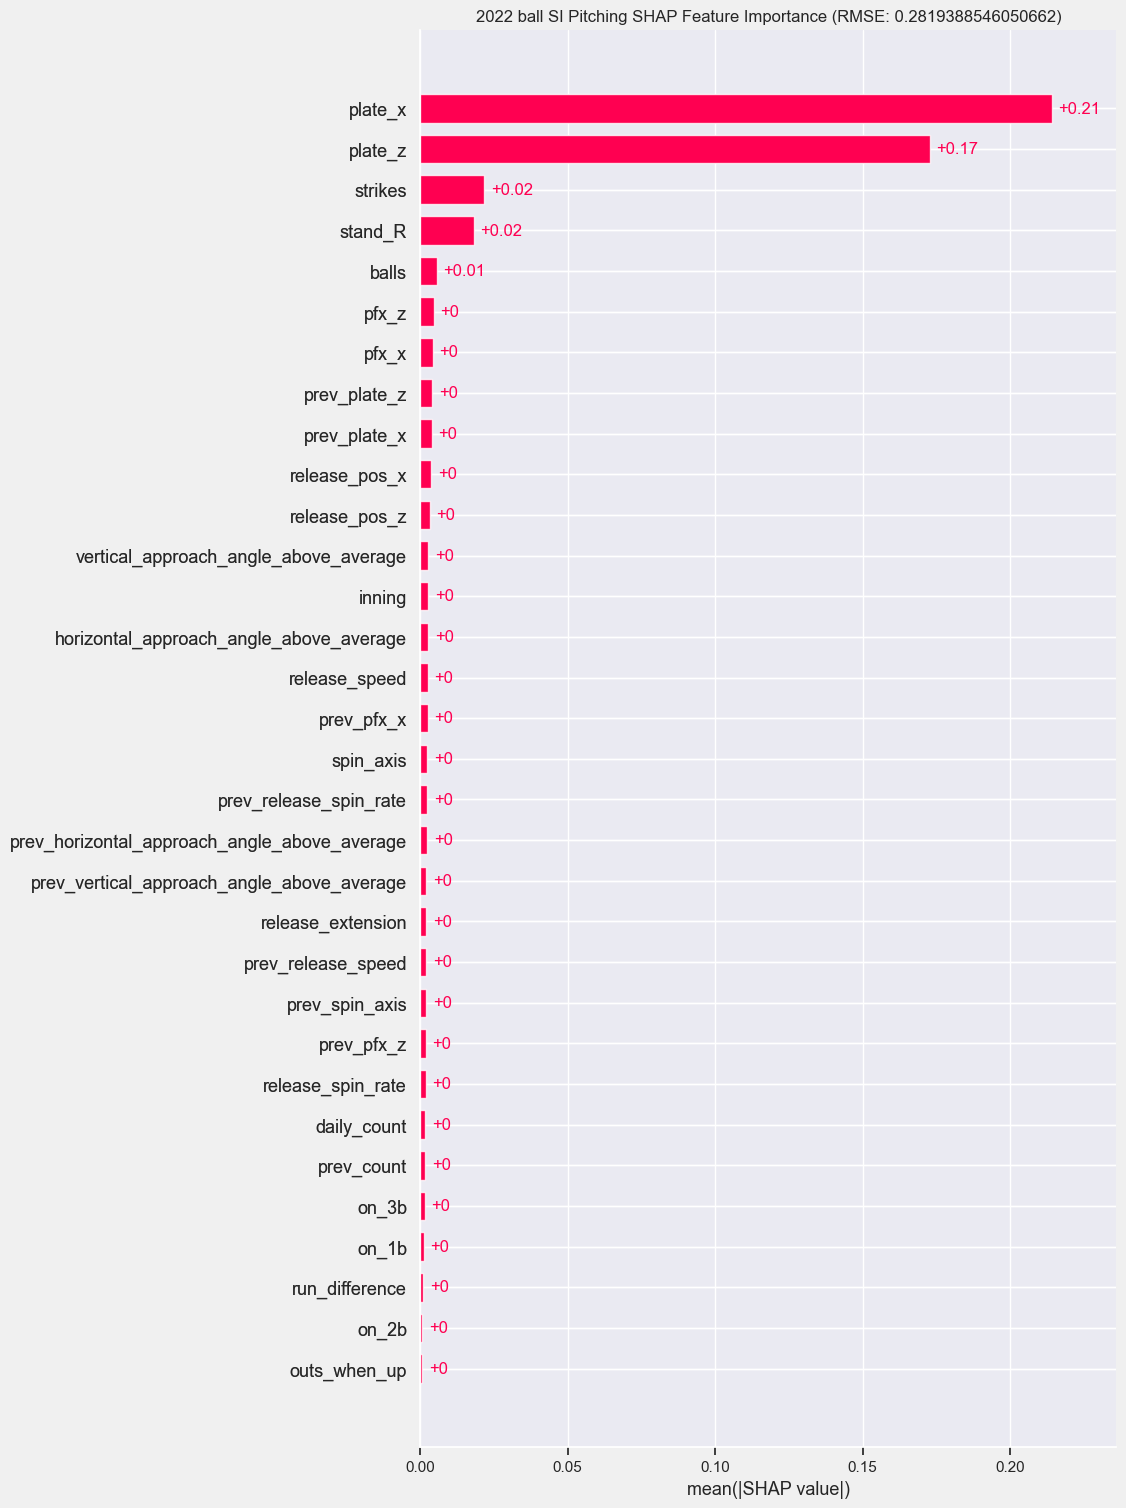 2022 ball SI Pitching SHAP Feature Importance (RMSE: 0.2819388546050662)
plate_x +0.21
plate_z +0.17
strikes +0.02
stand_R +0.02
balls +0.01
pfx_z +0
pfx_x +0
prev_plate_z +0
prev_plate_x +0
release_pos_x +0
release_pos_z +0
vertical_approach_angle_above_average +0
inning +0
horizontal_approach_angle_above_average +0
release_speed +0
prev_pfx_x +0
spin_axis +0
prev_release_spin_rate +0
prev_horizontal_approach_angle_above_average +0
prev_vertical_approach_angle_above_average +0
release_extension +0
prev_release_speed +0
prev_spin_axis +0
prev_pfx_z +0
release_spin_rate +0
daily_count +0
prev_count +0
on_3b +0
on_1b +0
run_difference +0
on_2b +0
outs_when_up +0
0.00 0.05 0.10 0.15 0.20
mean(|SHAP value|)